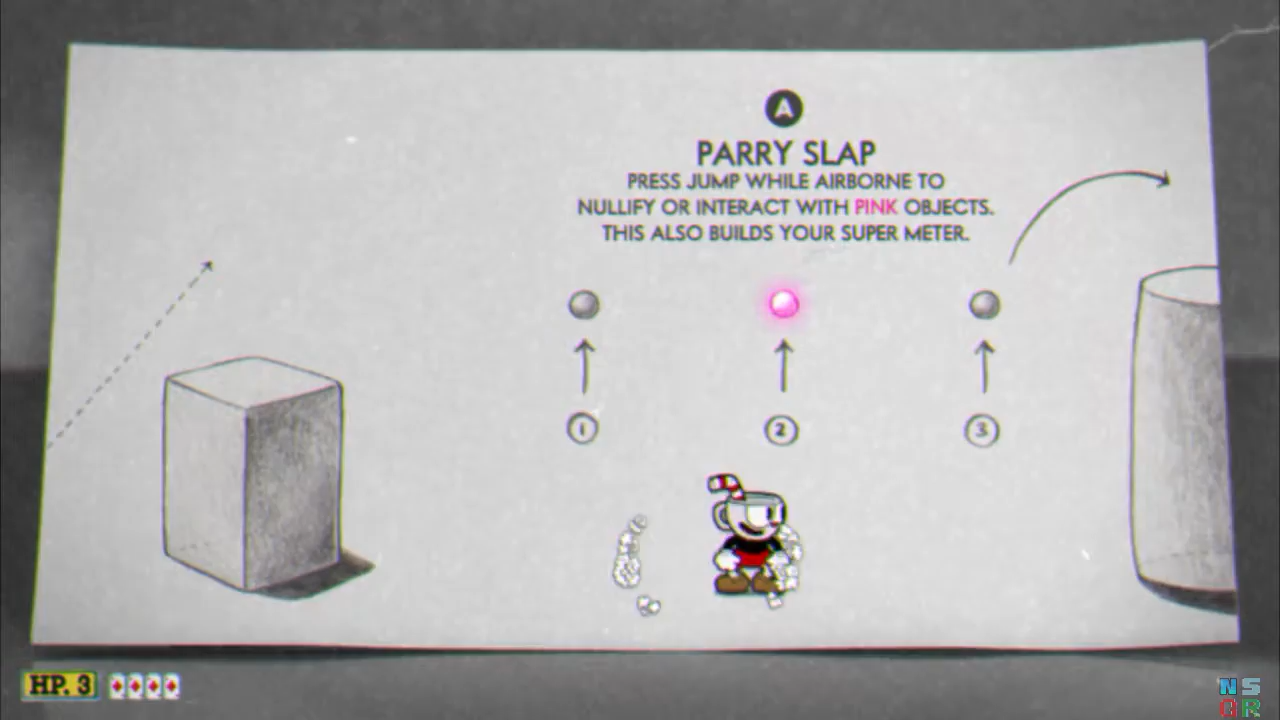 A
PARRY SLAP
PRESS JUMP WHILE AIRBORNE TO
NULLIFY OR INTERACT WITH PINK OBJECTS.
THIS ALSO BUILDS YOUR SUPER METER.
1 2 3
HP. 3
NS
GR